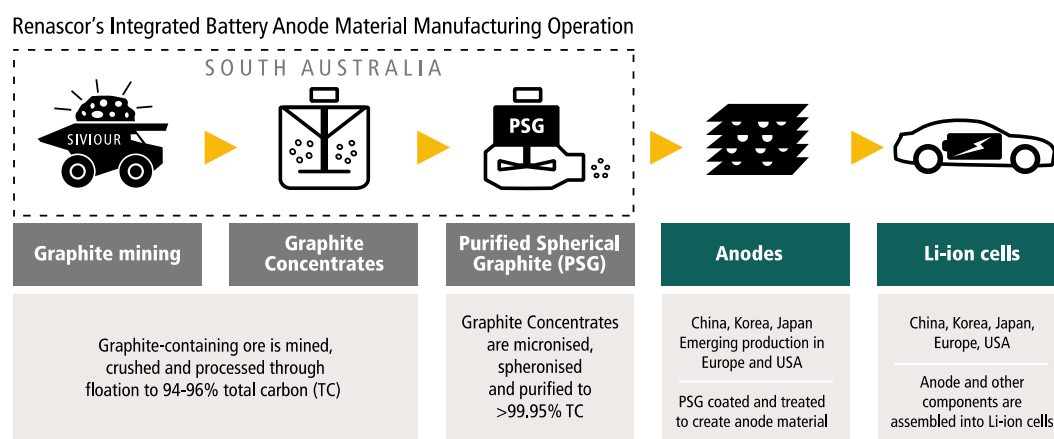 Renascor's Integrated Battery Anode Material Manufacturing Operation
SOUTH AUSTRALIA
SIVIOUR
PSG
Graphite mining
Graphite
Concentrates
Purified Spherical
Graphite (PSG)
Anodes
Li-ion cells
Graphite-containing ore is mined,
crushed and processed through
floation to 94-96% total carbon (TC)
Graphite Concentrates
are micronised,
spheronised
and purified to
>99.95% TC
China, Korea, Japan
Emerging production in
Europe and USA
PSG coated and treated
to create anode material
China, Korea, Japan,
Europe, USA
Anode and other
components are
assembled into Li-ion cells